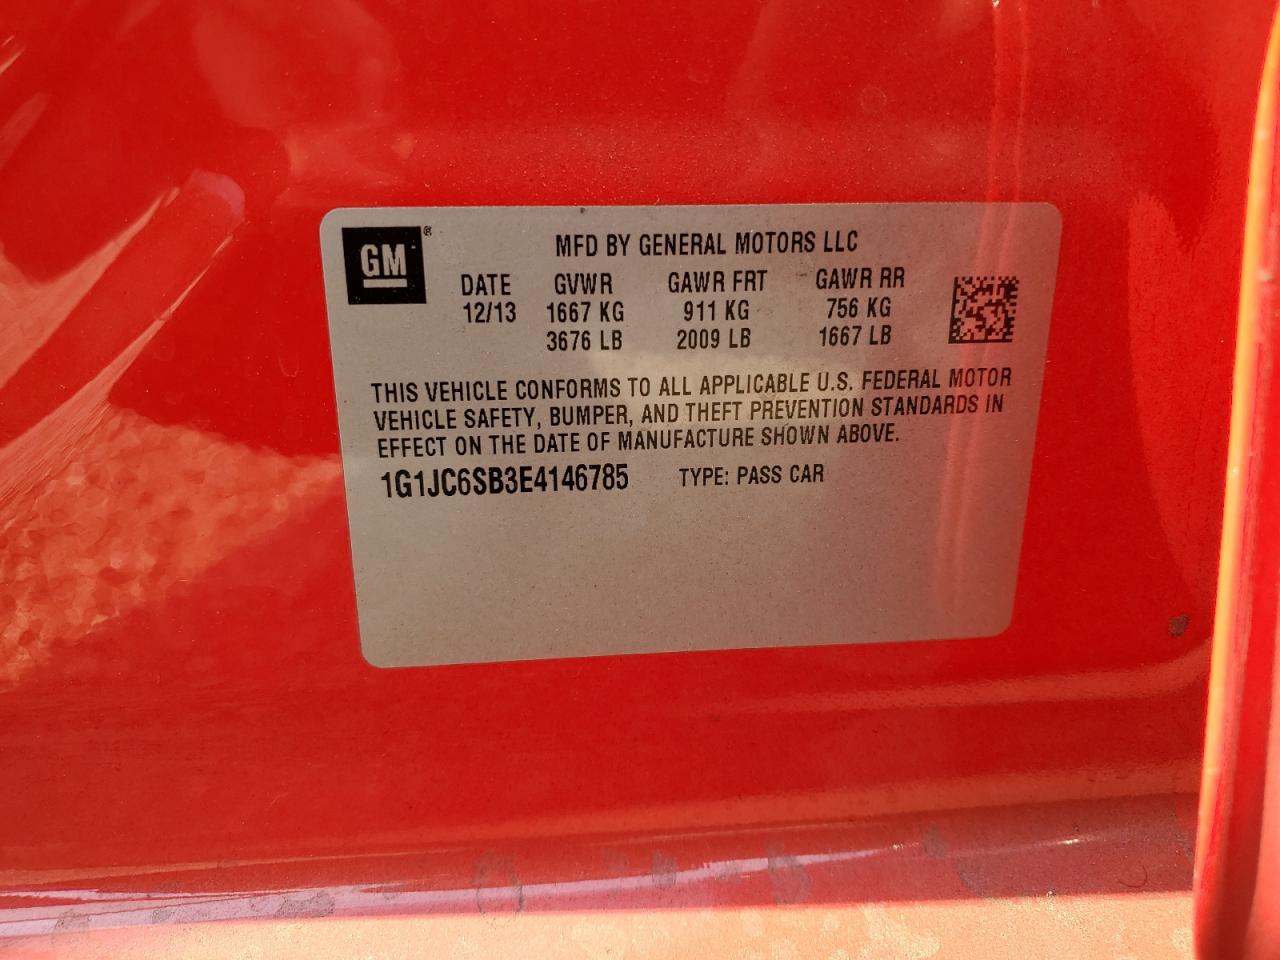 GM®
MFD BY GENERAL MOTORS LLC
DATE GVWR GAWR FRT GAWR RR
12/13 1667 KG 911 KG 756 KG
3676 LB 2009 LB 1667 LB
THIS VEHICLE CONFORMS TO ALL APPLICABLE U.S. FEDERAL MOTOR
VEHICLE SAFETY, BUMPER, AND THEFT PREVENTION STANDARDS IN
EFFECT ON THE DATE OF MANUFACTURE SHOWN ABOVE.
1G1JC6SB3E4146785 TYPE: PASS CAR